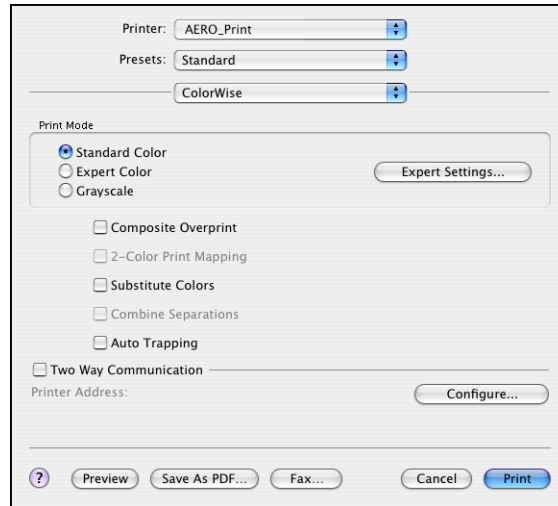 Printer: AERO_Print
Presets: Standard
ColorWise
Print Mode
Standard Color
Expert Color
Expert Settings...
Grayscale
Composite Overprint
2-Color Print Mapping
Substitute Colors
Combine Separations
Auto Trapping
Two Way Communication
Printer Address:
Configure...
? Preview Save As PDF... Fax... Cancel Print